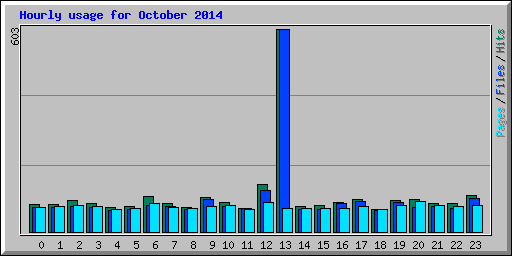 Hourly usage for October 2014
603
Pages/Files/Hits
0 1 2 3 4 5 6 7 8 9 10 11 12 13 14 15 16 17 18 19 20 21 22 23